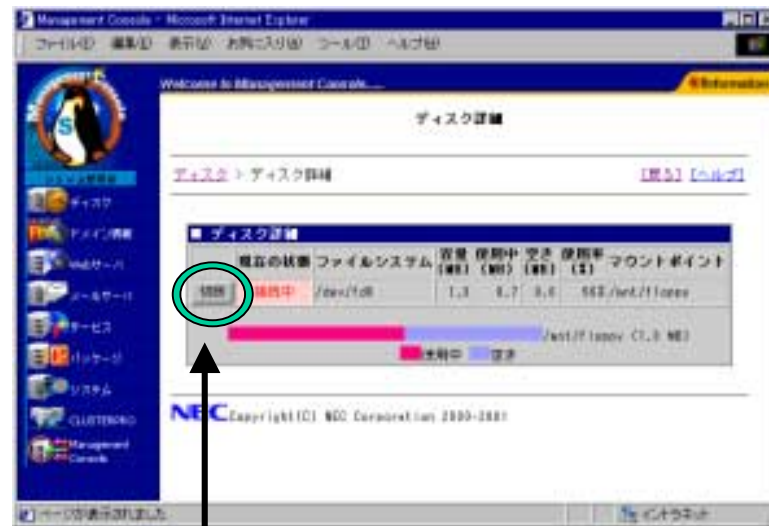 Management Console - Microsoft Internet Explorer
ファイル(F) 編集(E) 表示(V) お気に入り(A) ツール(T) ヘルプ(H)
Welcome to Management Console....
Information
ディスク詳細
ディスク > ディスク詳細
[戻る] [ヘルプ]
ディスク
ドメイン情報
Webサーバ
メールサーバ
サービス
パッケージ
システム
CLUSTERPRO
Management Console
■ ディスク詳細
現在の状態 ファイルシステム 容量(MB) 使用中(MB) 空き(MB) 使用率(%) マウントポイント
切断 接続中 /dev/fd0 1.3 0.7 0.6 56% /mnt/floppy
/mnt/floppy (1.3 MB)
使用中 空き
NEC Copyright(C) NEC Corporation 2000-2001
ページが表示されました
イントラネット